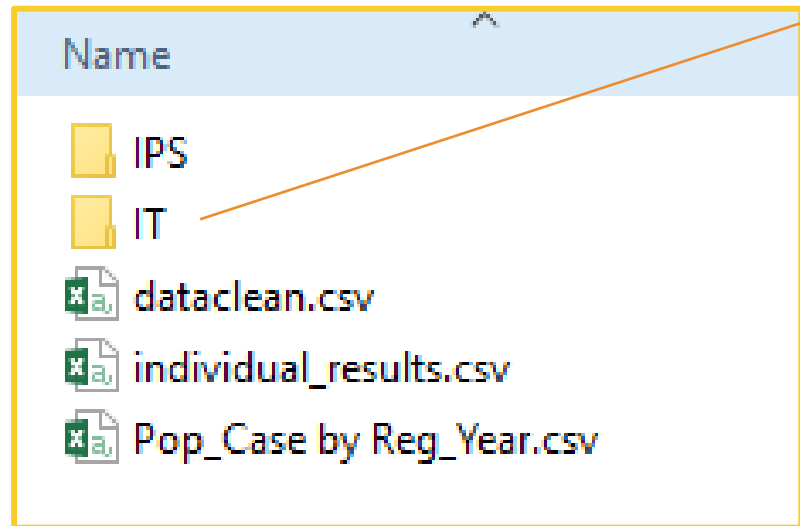 Name
IPS
IT
dataclean.csv
individual_results.csv
Pop_Case by Reg_Year.csv